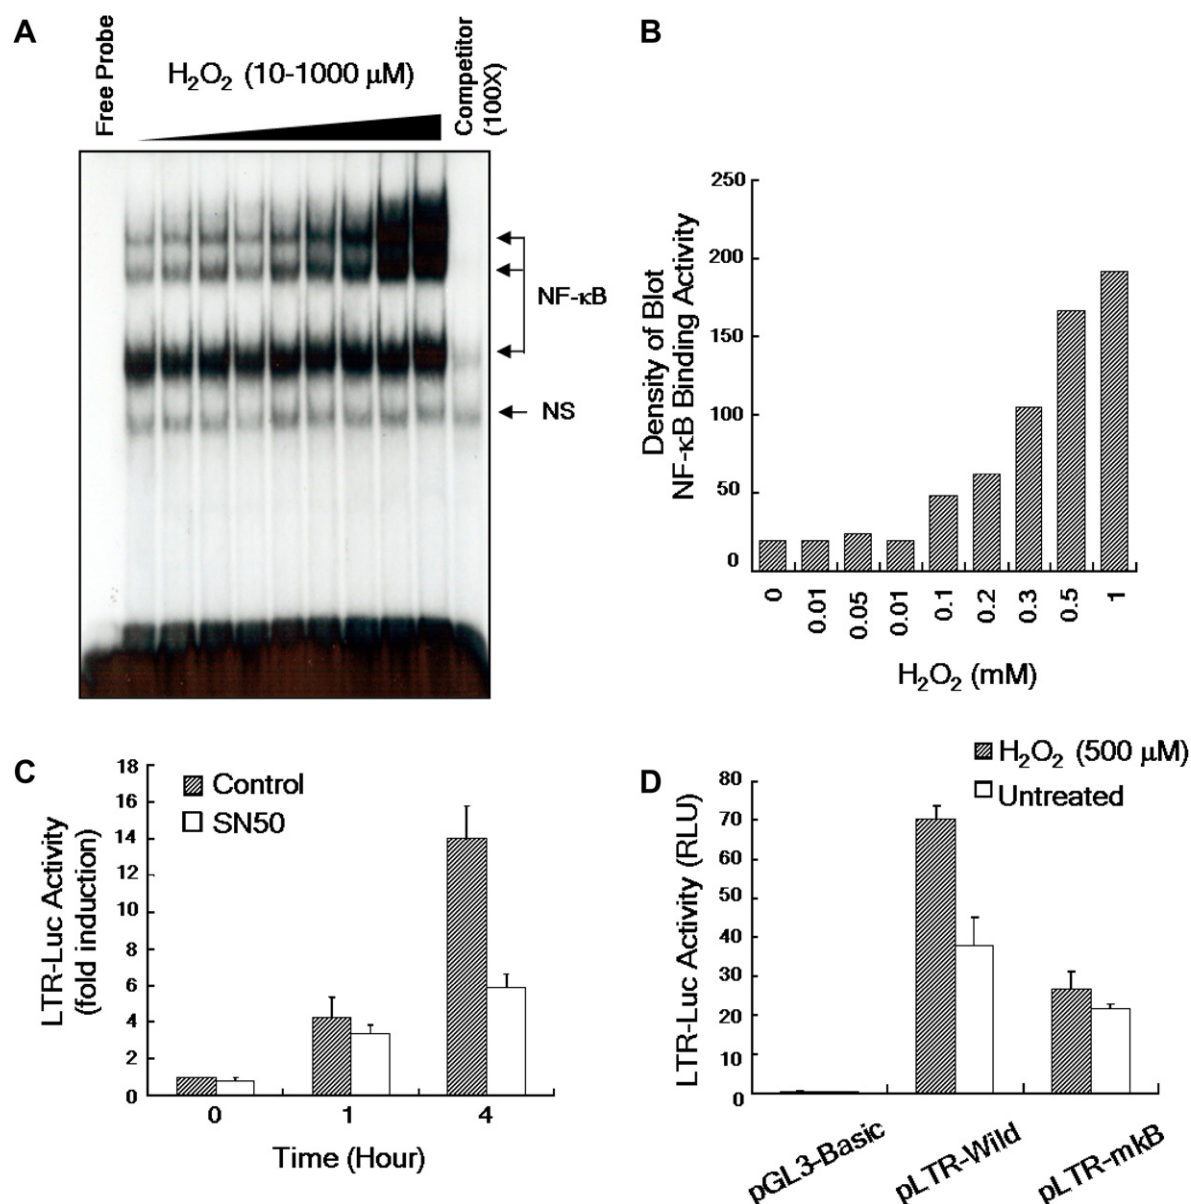 A
Free Probe
H₂O₂ (10-1000 µM)
Competitor
(100X)
NF-κB
NS
B
Density of Blot
NF-κB Binding Activity
250
200
150
100
50
0
0 0.01 0.05 0.01 0.1 0.2 0.3 0.5 1
H₂O₂ (mM)
C
LTR-Luc Activity
(fold induction)
18
16
14
12
10
8
6
4
2
0
Control
SN50
0 1 4
Time (Hour)
D
H₂O₂ (500 µM)
Untreated
LTR-Luc Activity (RLU)
80
70
60
50
40
30
20
10
0
pGL3-Basic pLTR-Wild pLTR-mkB